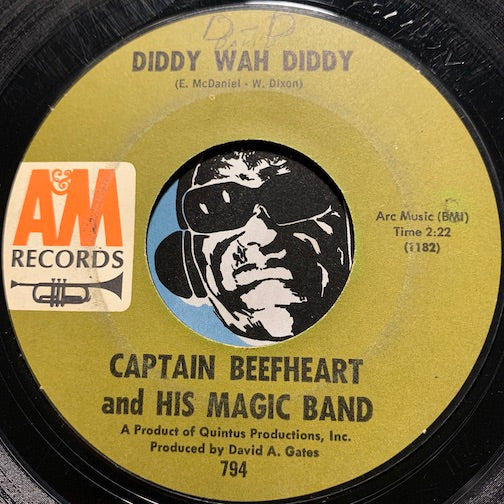 D-D
DIDDY WAH DIDDY
(E. McDaniel - W. Dixon)
A&M
RECORDS
Arc Music (BMI)
Time 2:22
(1182)
CAPTAIN BEEFHEART
and HIS MAGIC BAND
A Product of Quintus Productions, Inc.
Produced by David A. Gates
794